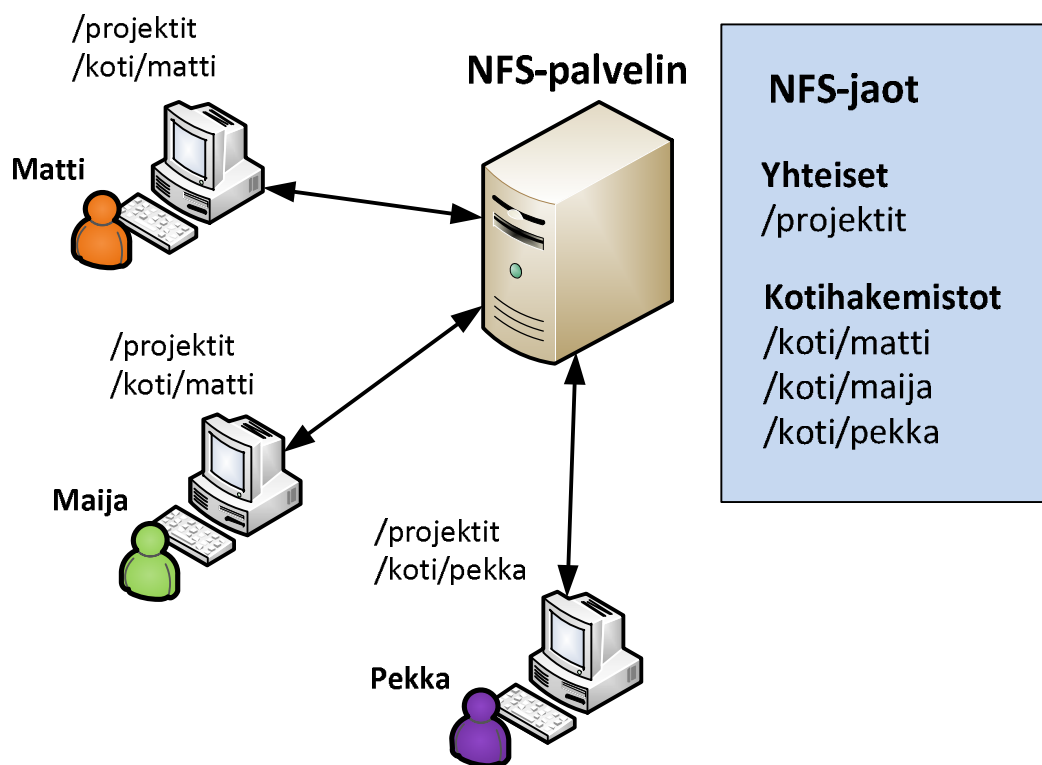 /projektit
/koti/matti
Matti
NFS-palvelin
/projektit
/koti/matti
Maija
/projektit
/koti/pekka
Pekka
NFS-jaot
Yhteiset
/projektit
Kotihakemistot
/koti/matti
/koti/maija
/koti/pekka